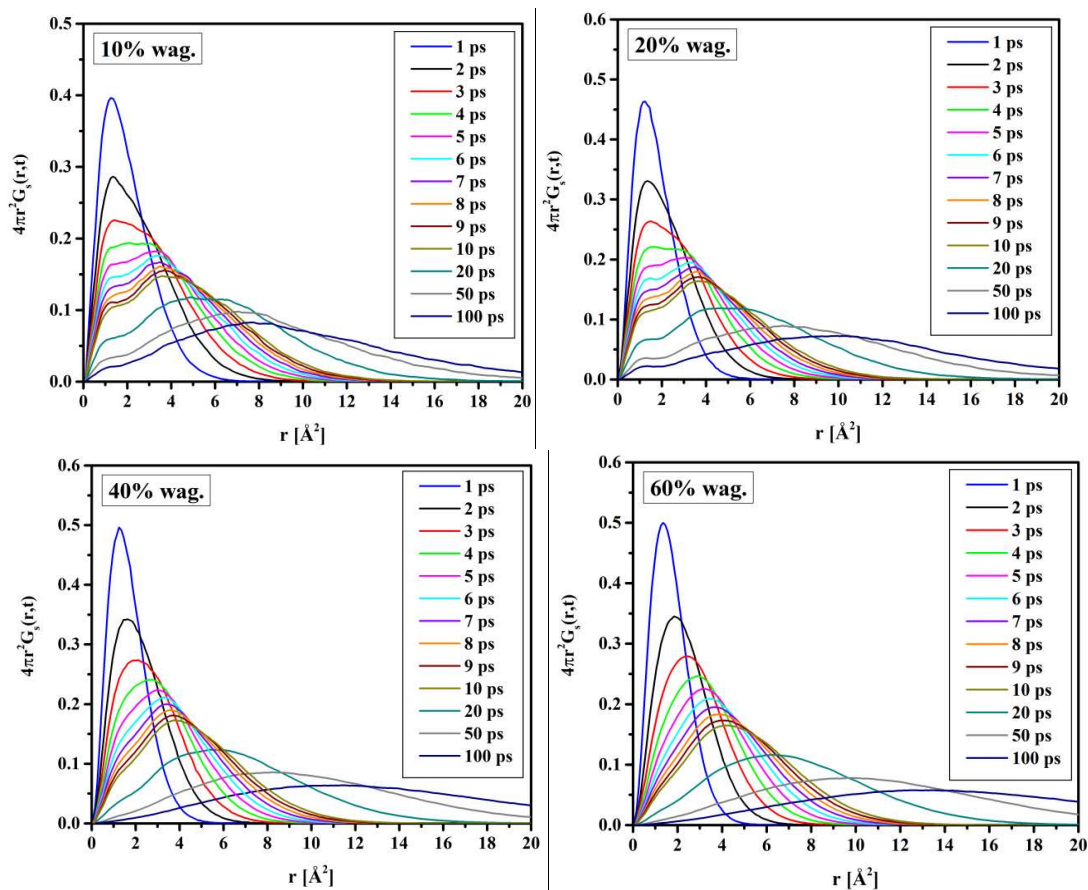 10% wag.
4πr²Gₛ(r,t)
0.5
0.4
0.3
0.2
0.1
0.0
1 ps
2 ps
3 ps
4 ps
5 ps
6 ps
7 ps
8 ps
9 ps
10 ps
20 ps
50 ps
100 ps
0 2 4 6 8 10 12 14 16 18 20
r [Å²]
20% wag.
4πr²Gₛ(r,t)
0.6
0.5
0.4
0.3
0.2
0.1
0.0
1 ps
2 ps
3 ps
4 ps
5 ps
6 ps
7 ps
8 ps
9 ps
10 ps
20 ps
50 ps
100 ps
0 2 4 6 8 10 12 14 16 18 20
r [Å²]
40% wag.
4πr²Gₛ(r,t)
0.6
0.5
0.4
0.3
0.2
0.1
0.0
1 ps
2 ps
3 ps
4 ps
5 ps
6 ps
7 ps
8 ps
9 ps
10 ps
20 ps
50 ps
100 ps
0 2 4 6 8 10 12 14 16 18 20
r [Å²]
60% wag.
4πr²Gₛ(r,t)
0.6
0.5
0.4
0.3
0.2
0.1
0.0
1 ps
2 ps
3 ps
4 ps
5 ps
6 ps
7 ps
8 ps
9 ps
10 ps
20 ps
50 ps
100 ps
0 2 4 6 8 10 12 14 16 18 20
r [Å²]